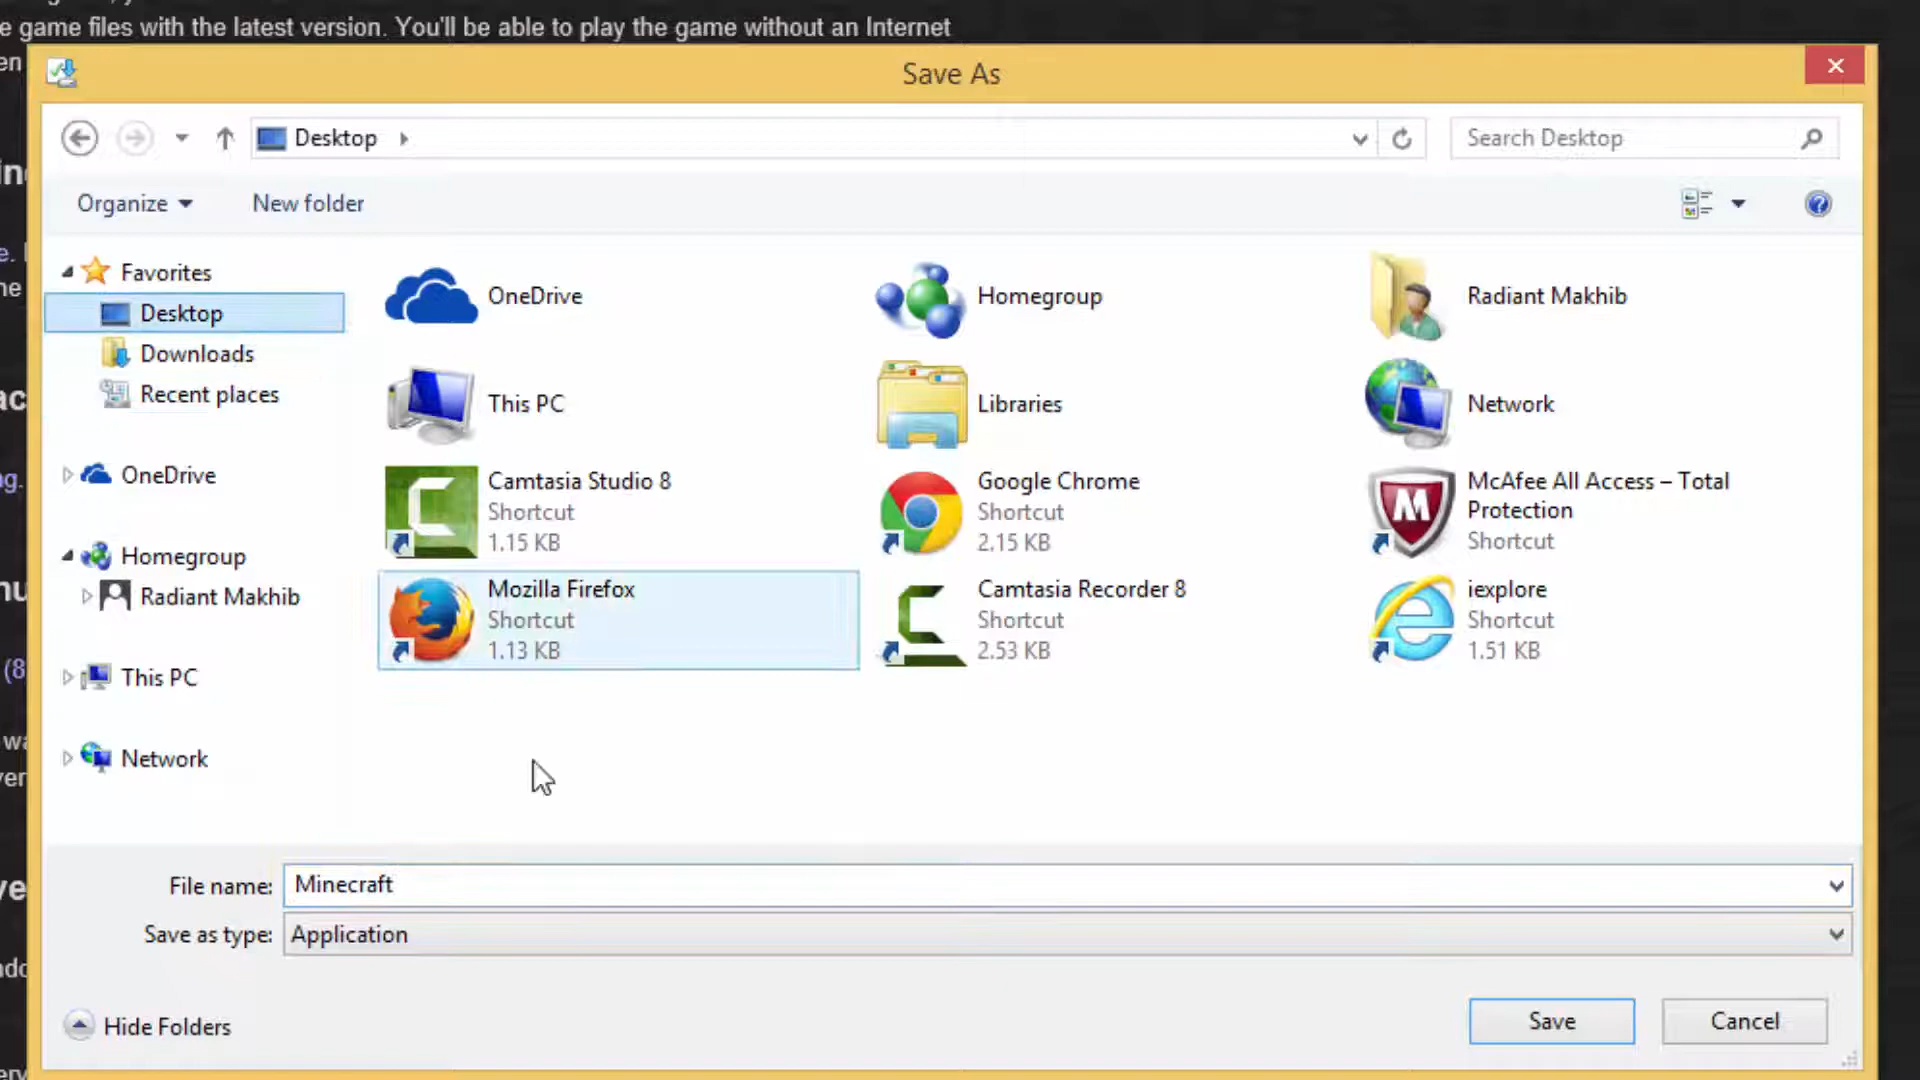 e game files with the latest version. You'll be able to play the game without an Internet
Save As
Desktop
Search Desktop
Organize
New folder
Favorites
Desktop
Downloads
Recent places
OneDrive
Homegroup
Radiant Makhib
This PC
Network
OneDrive
Homegroup
Radiant Makhib
This PC
Libraries
Network
Camtasia Studio 8
Shortcut
1.15 KB
Google Chrome
Shortcut
2.15 KB
McAfee All Access – Total
Protection
Shortcut
Mozilla Firefox
Shortcut
1.13 KB
Camtasia Recorder 8
Shortcut
2.53 KB
iexplore
Shortcut
1.51 KB
File name:
Minecraft
Save as type:
Application
Hide Folders
Save
Cancel